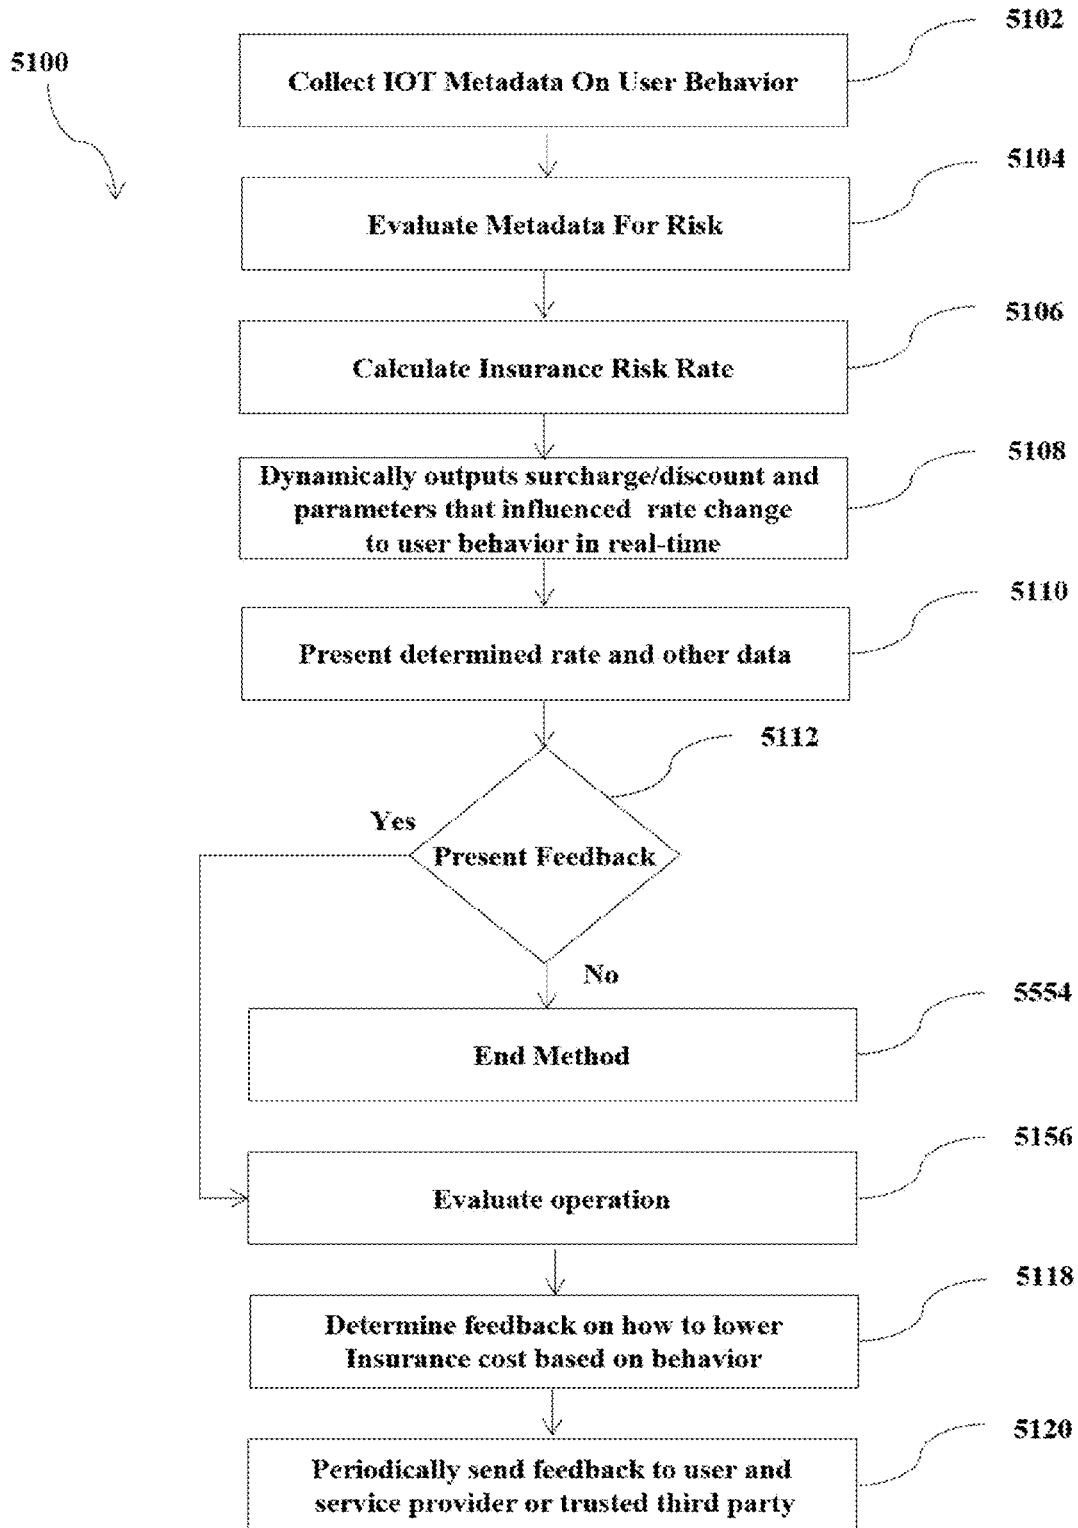 5102
5100
Collect IOT Metadata On User Behavior
5104
Evaluate Metadata For Risk
5106
Calculate Insurance Risk Rate
5108
Dynamically outputs surcharge/discount and
parameters that influenced rate change
to user behavior in real-time
5110
Present determined rate and other data
5112
Yes
Present Feedback
No
5554
End Method
5156
Evaluate operation
5118
Determine feedback on how to lower
Insurance cost based on behavior
5120
Periodically send feedback to user and
service provider or trusted third party